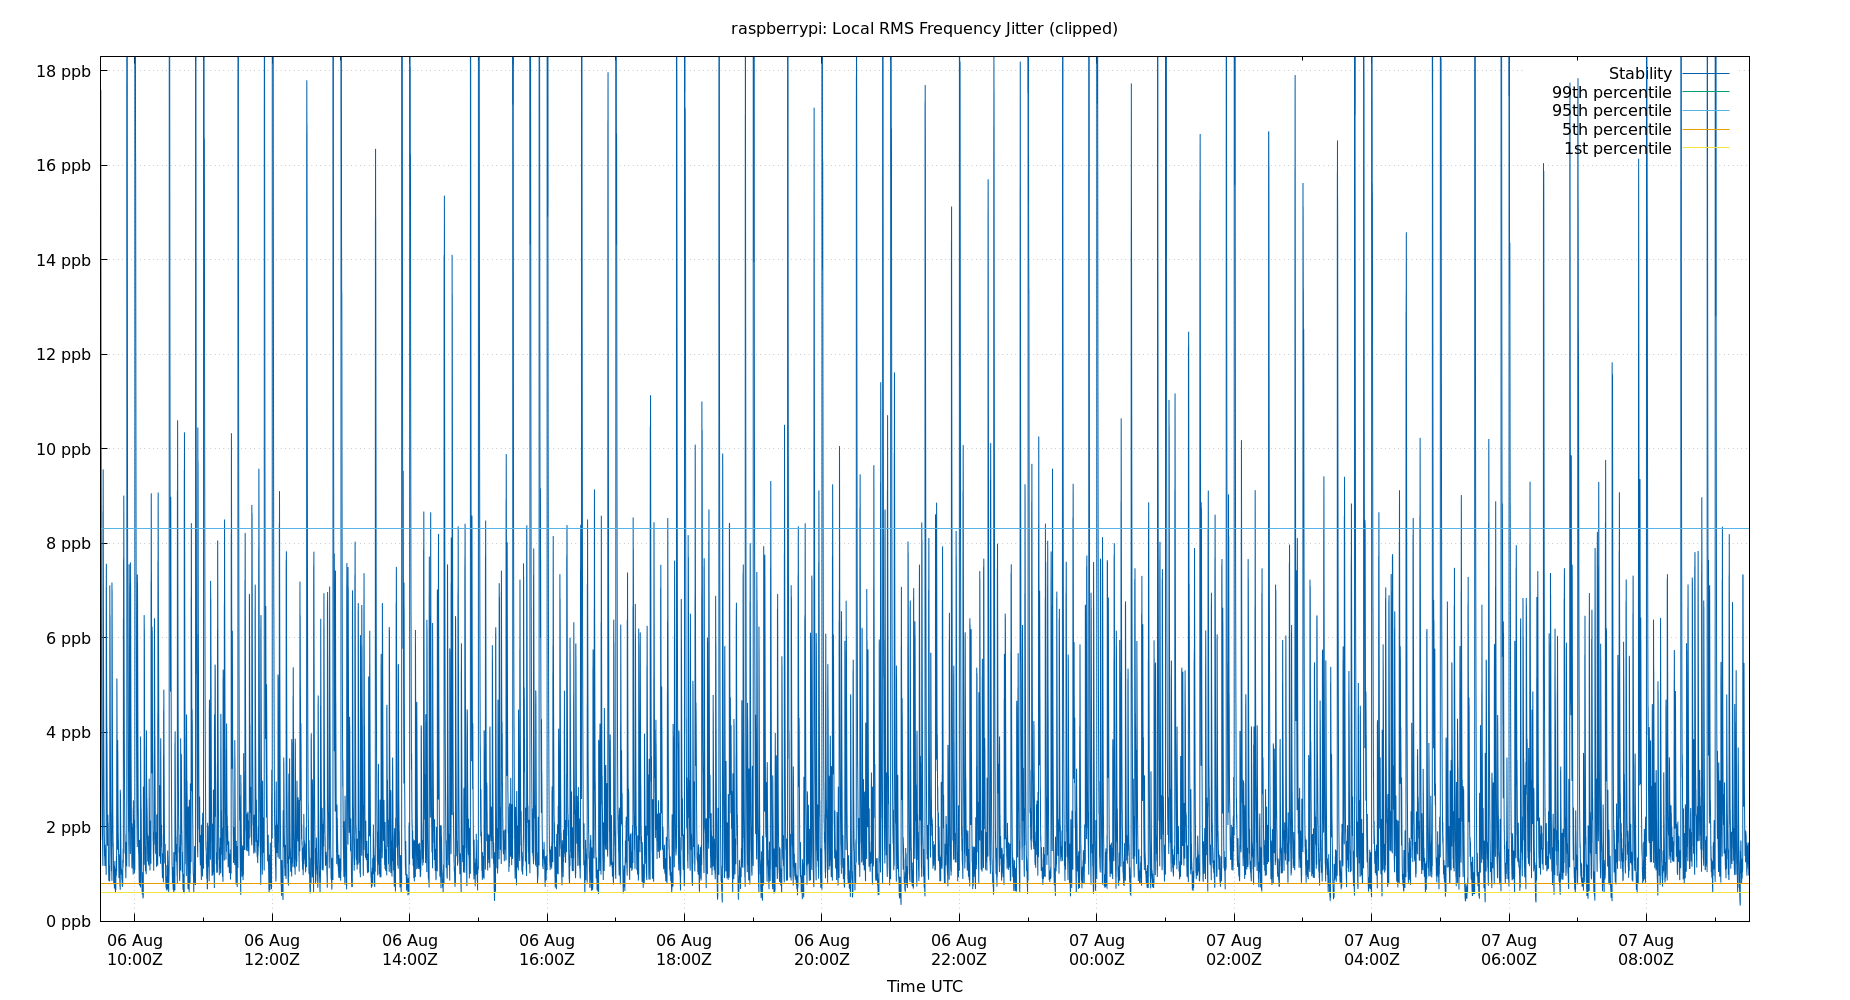 raspberrypi: Local RMS Frequency Jitter (clipped)
18 ppb
16 ppb
14 ppb
12 ppb
10 ppb
8 ppb
6 ppb
4 ppb
2 ppb
0 ppb
Stability
99th percentile
95th percentile
5th percentile
1st percentile
06 Aug 06 Aug 06 Aug 06 Aug 06 Aug 06 Aug 06 Aug 07 Aug 07 Aug 07 Aug 07 Aug 07 Aug
10:00Z 12:00Z 14:00Z 16:00Z 18:00Z 20:00Z 22:00Z 00:00Z 02:00Z 04:00Z 06:00Z 08:00Z
Time UTC